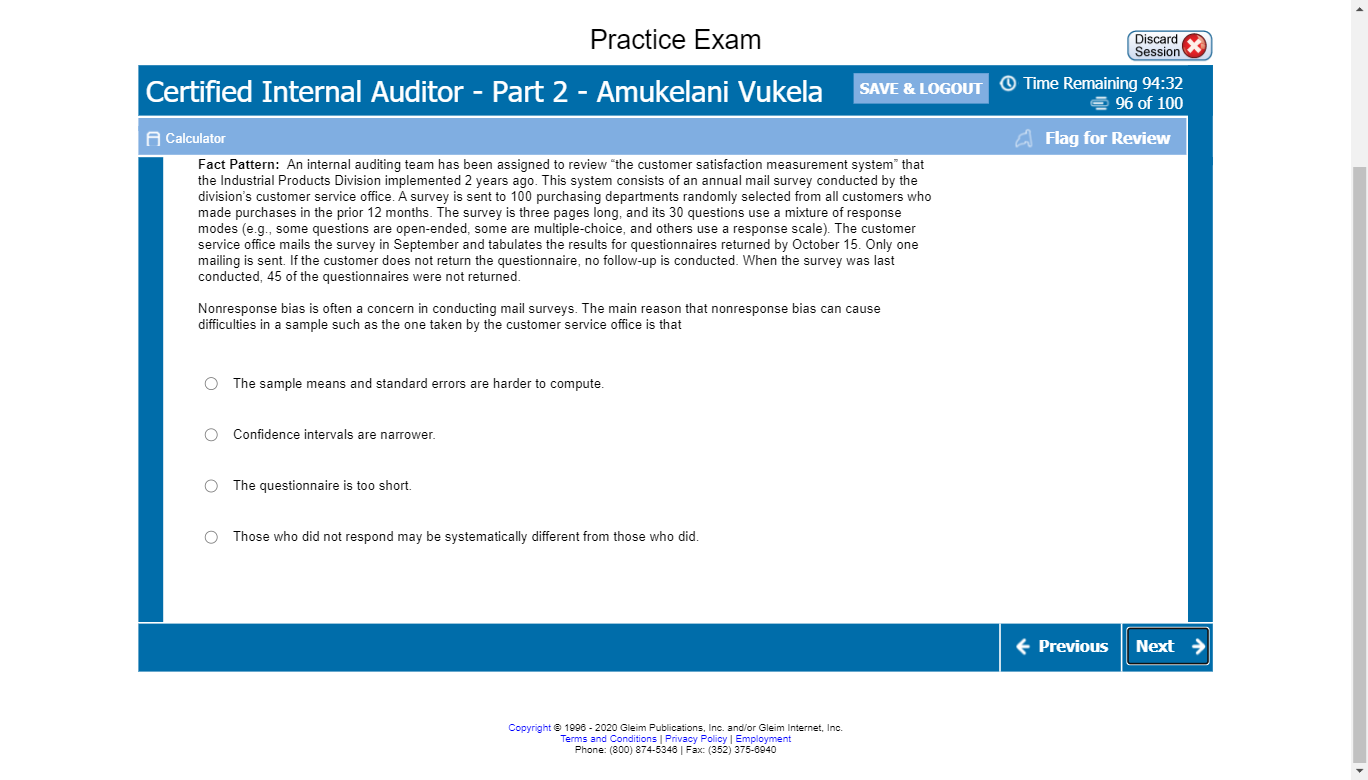 Practice Exam
Discard
Session
Certified Internal Auditor - Part 2 - Amukelani Vukela
SAVE & LOGOUT
Time Remaining 94:32
96 of 100
Calculator
Flag for Review
Fact Pattern: An internal auditing team has been assigned to review “the customer satisfaction measurement system” that
the Industrial Products Division implemented 2 years ago. This system consists of an annual mail survey conducted by the
division’s customer service office. A survey is sent to 100 purchasing departments randomly selected from all customers who
made purchases in the prior 12 months. The survey is three pages long, and its 30 questions use a mixture of response
modes (e.g., some questions are open-ended, some are multiple-choice, and others use a response scale). The customer
service office mails the survey in September and tabulates the results for questionnaires returned by October 15. Only one
mailing is sent. If the customer does not return the questionnaire, no follow-up is conducted. When the survey was last
conducted, 45 of the questionnaires were not returned.
Nonresponse bias is often a concern in conducting mail surveys. The main reason that nonresponse bias can cause
difficulties in a sample such as the one taken by the customer service office is that
The sample means and standard errors are harder to compute.
Confidence intervals are narrower.
The questionnaire is too short.
Those who did not respond may be systematically different from those who did.
Previous
Next
Copyright © 1996 - 2020 Gleim Publications, Inc. and/or Gleim Internet, Inc.
Terms and Conditions | Privacy Policy | Employment
Phone: (800) 874-5346 | Fax: (352) 375-6940